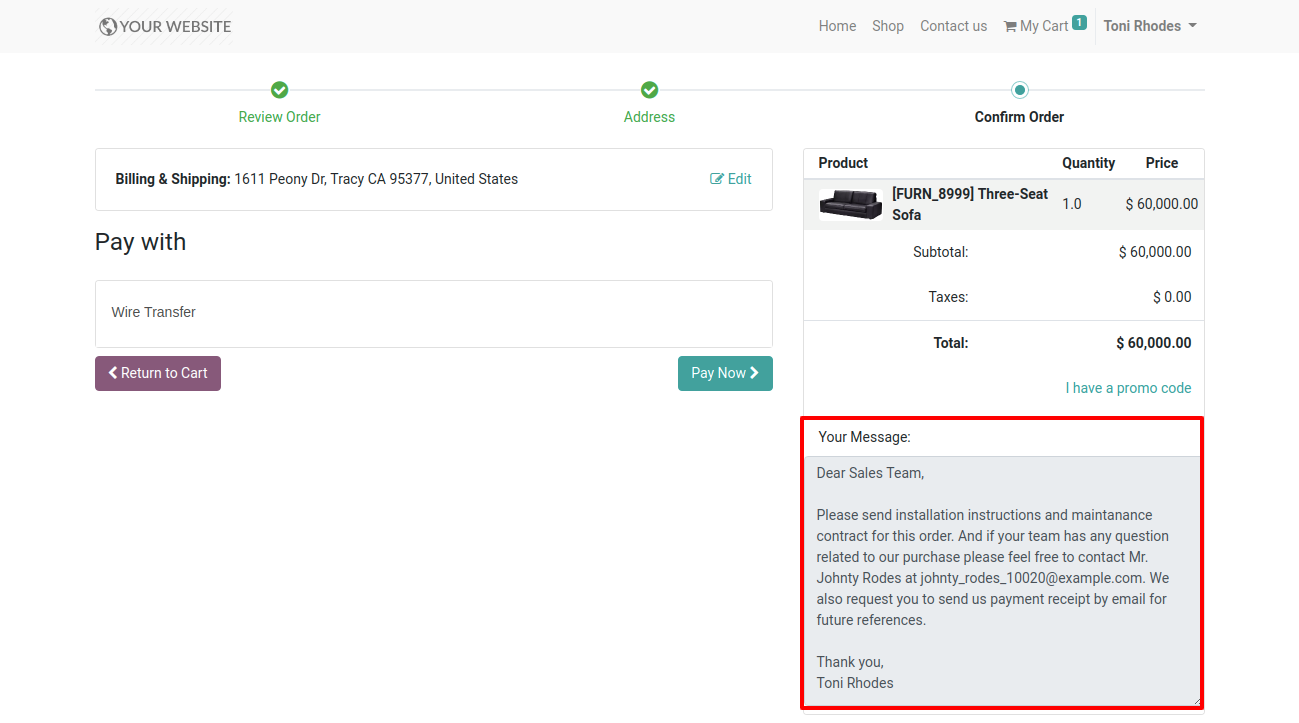 YOUR WEBSITE
Home Shop Contact us My Cart 1 Toni Rhodes
Review Order
Address
Confirm Order
Billing & Shipping: 1611 Peony Dr, Tracy CA 95377, United States
Edit
Pay with
Wire Transfer
Return to Cart
Pay Now
Product Quantity Price
[FURN_8999] Three-Seat
Sofa
1.0
$ 60,000.00
Subtotal: $ 60,000.00
Taxes: $ 0.00
Total: $ 60,000.00
I have a promo code
Your Message:
Dear Sales Team,
Please send installation instructions and maintanance
contract for this order. And if your team has any question
related to our purchase please feel free to contact Mr.
Johnty Rodes at johnty_rodes_10020@example.com. We
also request you to send us payment receipt by email for
future references.
Thank you,
Toni Rhodes